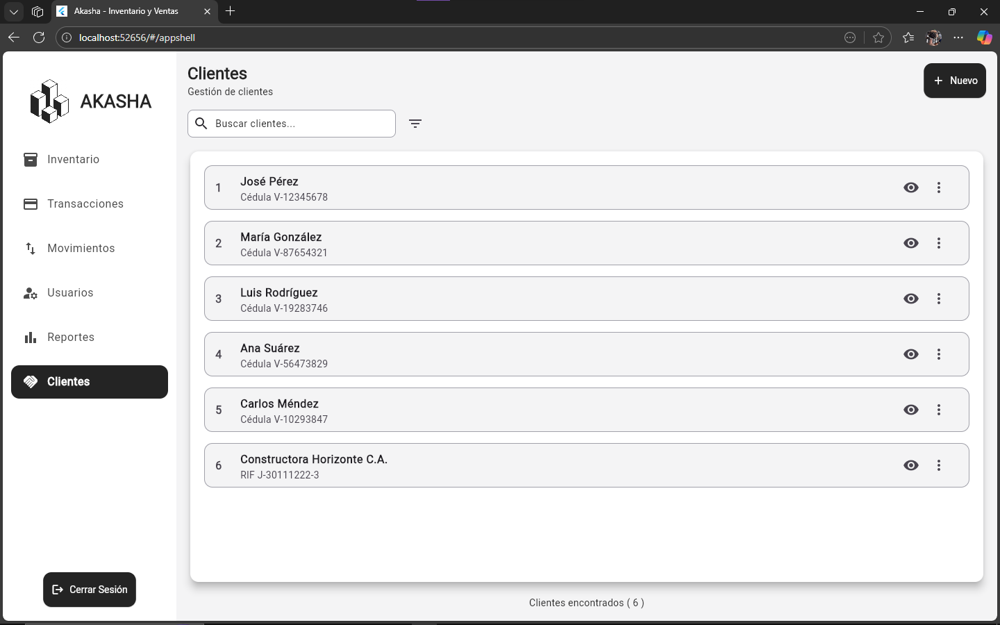 Akasha - Inventario y Ventas
localhost:52656/#/appshell
AKASHA
Inventario
Transacciones
Movimientos
Usuarios
Reportes
Clientes
Cerrar Sesión
Clientes
Gestión de clientes
+ Nuevo
Buscar clientes...
1
José Pérez
Cédula V-12345678
2
María González
Cédula V-87654321
3
Luis Rodríguez
Cédula V-19283746
4
Ana Suárez
Cédula V-56473829
5
Carlos Méndez
Cédula V-10293847
6
Constructora Horizonte C.A.
RIF J-30111222-3
Clientes encontrados ( 6 )